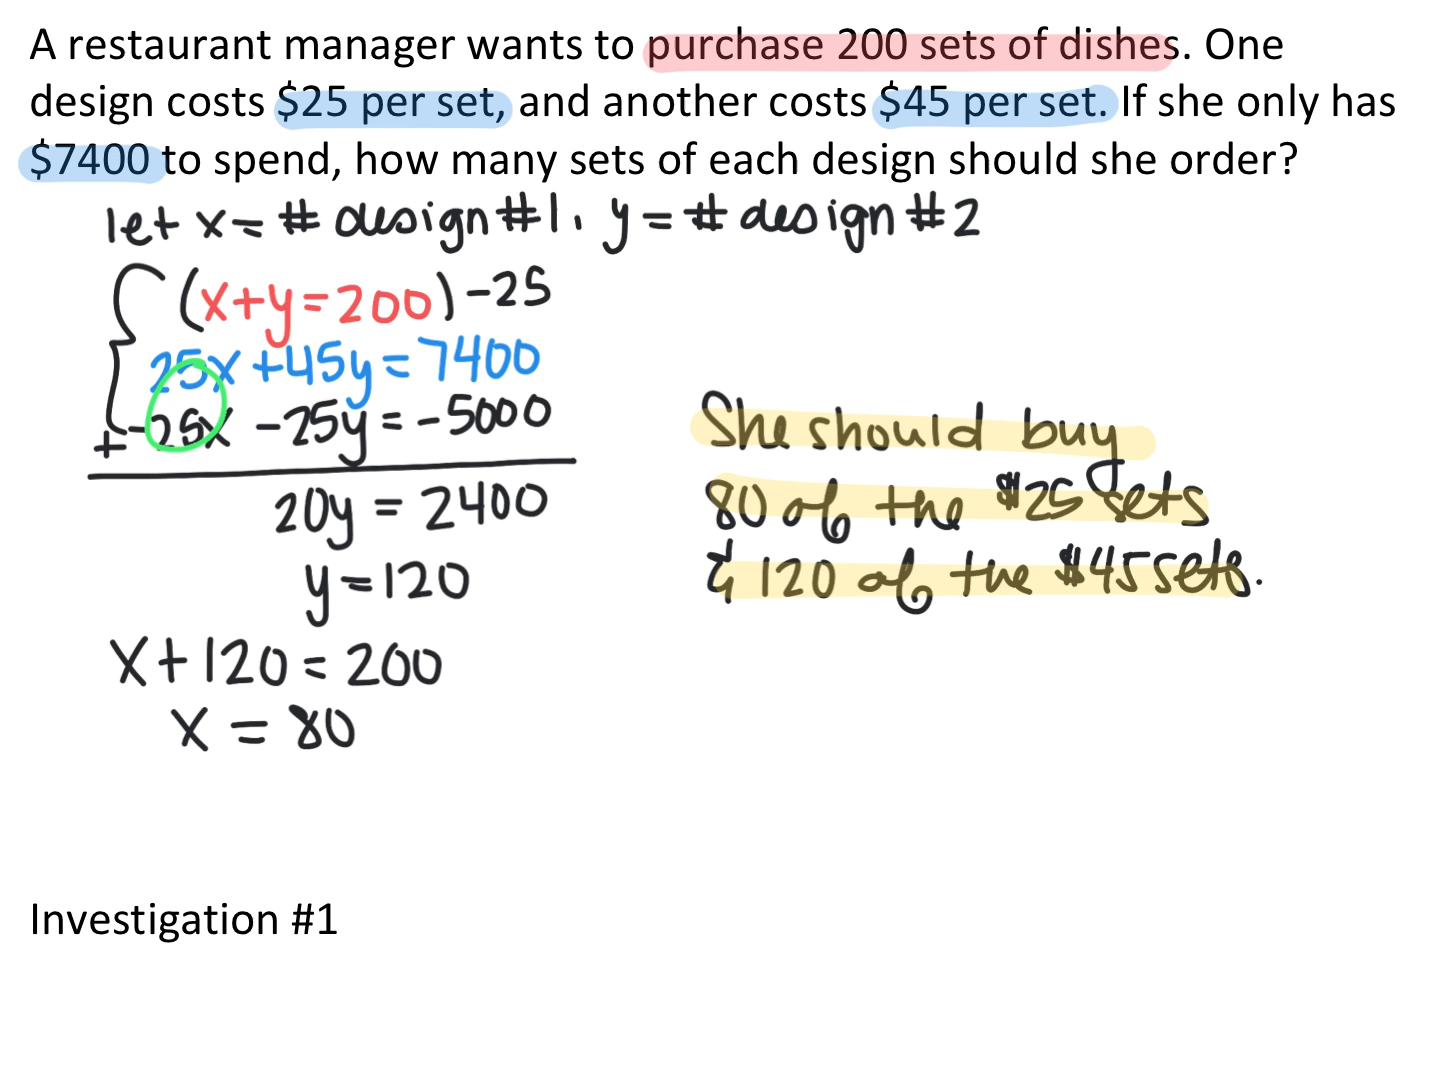 A restaurant manager wants to purchase 200 sets of dishes. One
design costs $25 per set, and another costs $45 per set. If she only has
$7400 to spend, how many sets of each design should she order?
let x = # design #1, y = # design #2
(x+y=200)-25
25x+45y=7400
+ -25x -25y = -5000
20y = 2400
y=120
x+120=200
x = 80
She should buy
80 of the $25 sets
& 120 of the $45 sets.
Investigation #1